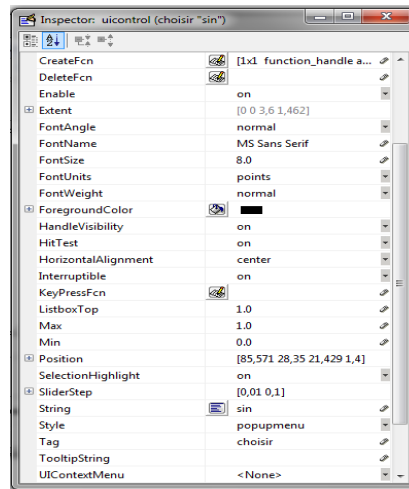 Inspector: uicontrol (choisir "sin")
CreateFcn [1x1 function_handle a...
DeleteFcn
Enable on
Extent [0 0 3,6 1,462]
FontAngle normal
FontName MS Sans Serif
FontSize 8.0
FontUnits points
FontWeight normal
ForegroundColor
HandleVisibility on
HitTest on
HorizontalAlignment center
Interruptible on
KeyPressFcn
ListboxTop 1.0
Max 1.0
Min 0.0
Position [85,571 28,35 21,429 1,4]
SelectionHighlight on
SliderStep [0,01 0,1]
String sin
Style popupmenu
Tag choisir
TooltipString
UIContextMenu <None>